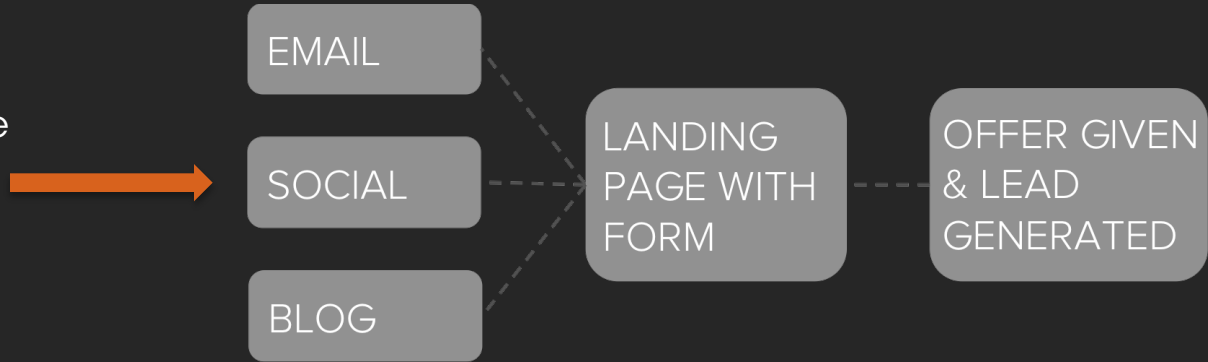 EMAIL
SOCIAL
BLOG
LANDING
PAGE WITH
FORM
OFFER GIVEN
& LEAD
GENERATED